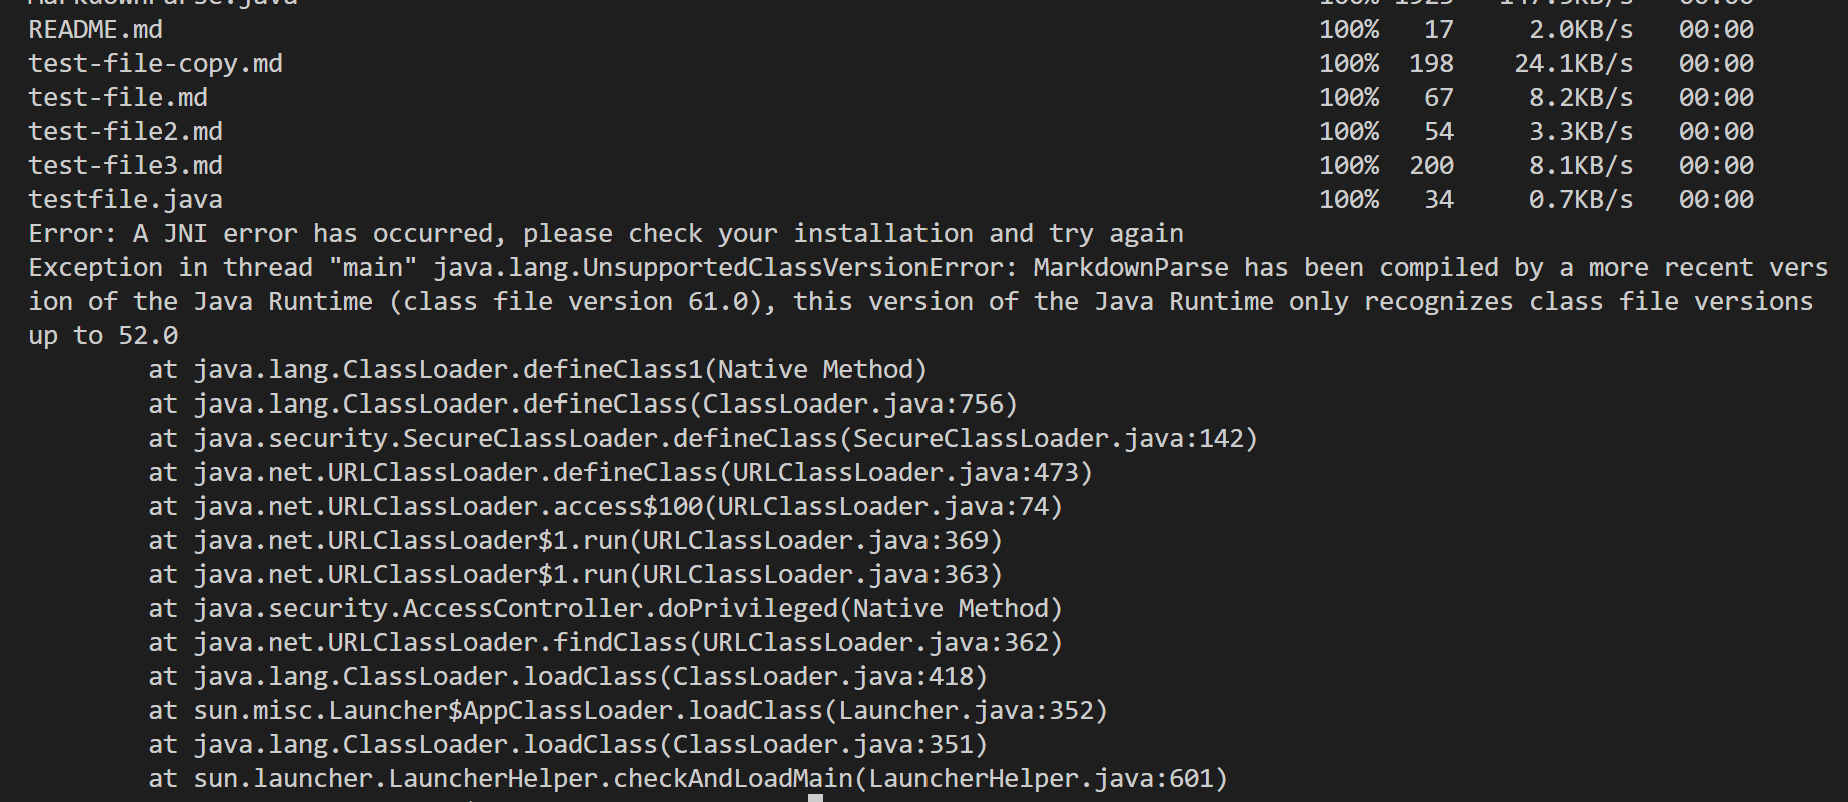 MarkdownParse.java 100% 1925 147.9KB/s 00:00
README.md 100% 17 2.0KB/s 00:00
test-file-copy.md 100% 198 24.1KB/s 00:00
test-file.md 100% 67 8.2KB/s 00:00
test-file2.md 100% 54 3.3KB/s 00:00
test-file3.md 100% 200 8.1KB/s 00:00
testfile.java 100% 34 0.7KB/s 00:00
Error: A JNI error has occurred, please check your installation and try again
Exception in thread "main" java.lang.UnsupportedClassVersionError: MarkdownParse has been compiled by a more recent vers
ion of the Java Runtime (class file version 61.0), this version of the Java Runtime only recognizes class file versions
up to 52.0
at java.lang.ClassLoader.defineClass1(Native Method)
at java.lang.ClassLoader.defineClass(ClassLoader.java:756)
at java.security.SecureClassLoader.defineClass(SecureClassLoader.java:142)
at java.net.URLClassLoader.defineClass(URLClassLoader.java:473)
at java.net.URLClassLoader.access$100(URLClassLoader.java:74)
at java.net.URLClassLoader$1.run(URLClassLoader.java:369)
at java.net.URLClassLoader$1.run(URLClassLoader.java:363)
at java.security.AccessController.doPrivileged(Native Method)
at java.net.URLClassLoader.findClass(URLClassLoader.java:362)
at java.lang.ClassLoader.loadClass(ClassLoader.java:418)
at sun.misc.Launcher$AppClassLoader.loadClass(Launcher.java:352)
at java.lang.ClassLoader.loadClass(ClassLoader.java:351)
at sun.launcher.LauncherHelper.checkAndLoadMain(LauncherHelper.java:601)